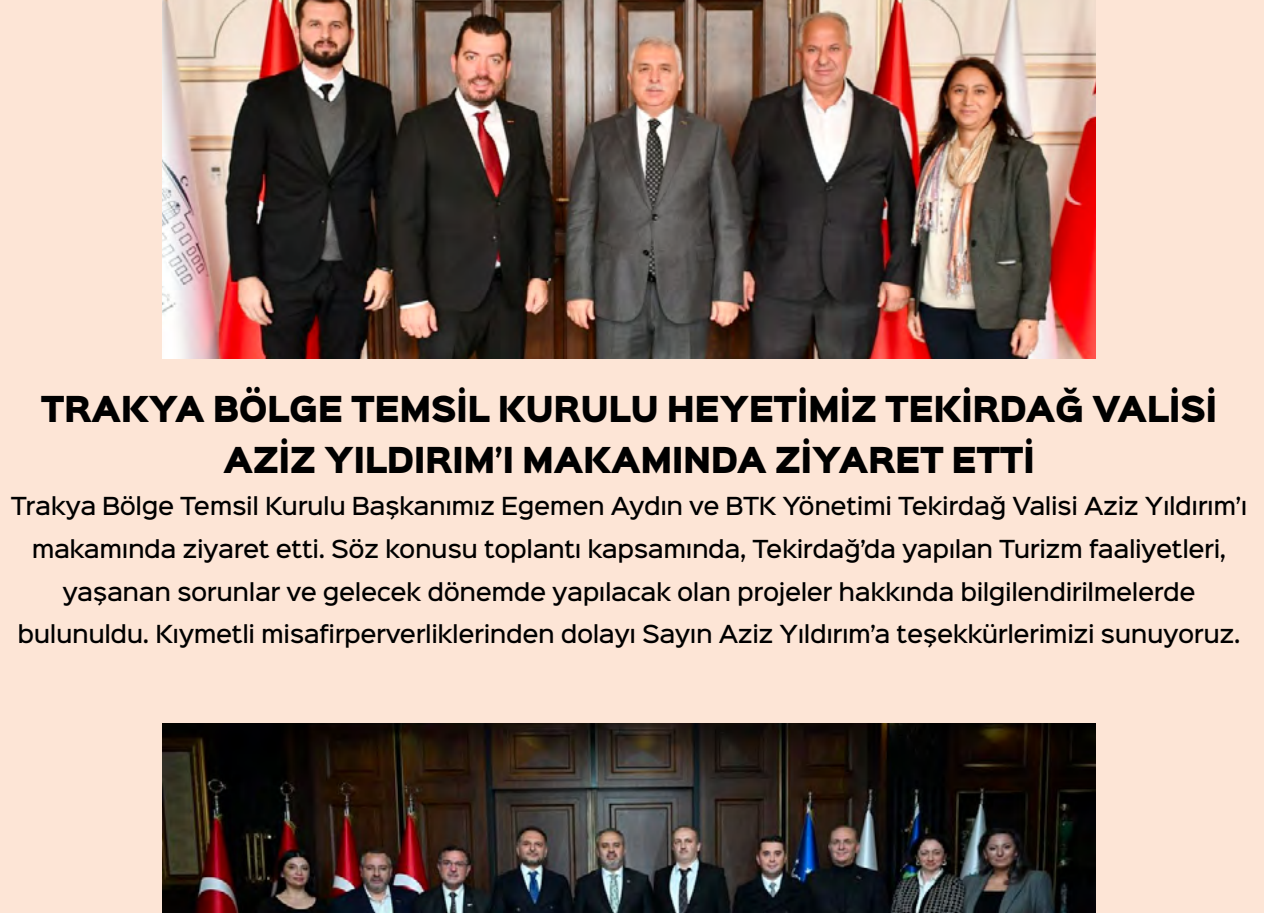 TRAKYA BÖLGE TEMSİL KURULU HEYETİMİZ TEKİRDAĞ VALİSİ
AZİZ YILDIRIM’I MAKAMINDA ZİYARET ETTİ
Trakya Bölge Temsil Kurulu Başkanımız Egemen Aydın ve BTK Yönetimi Tekirdağ Valisi Aziz Yıldırım’ı
makamında ziyaret etti. Söz konusu toplantı kapsamında, Tekirdağ’da yapılan Turizm faaliyetleri,
yaşanan sorunlar ve gelecek dönemde yapılacak olan projeler hakkında bilgilendirilmelerde
bulunuldu. Kıymetli misafirperverliklerinden dolayı Sayın Aziz Yıldırım’a teşekkürlerimizi sunuyoruz.